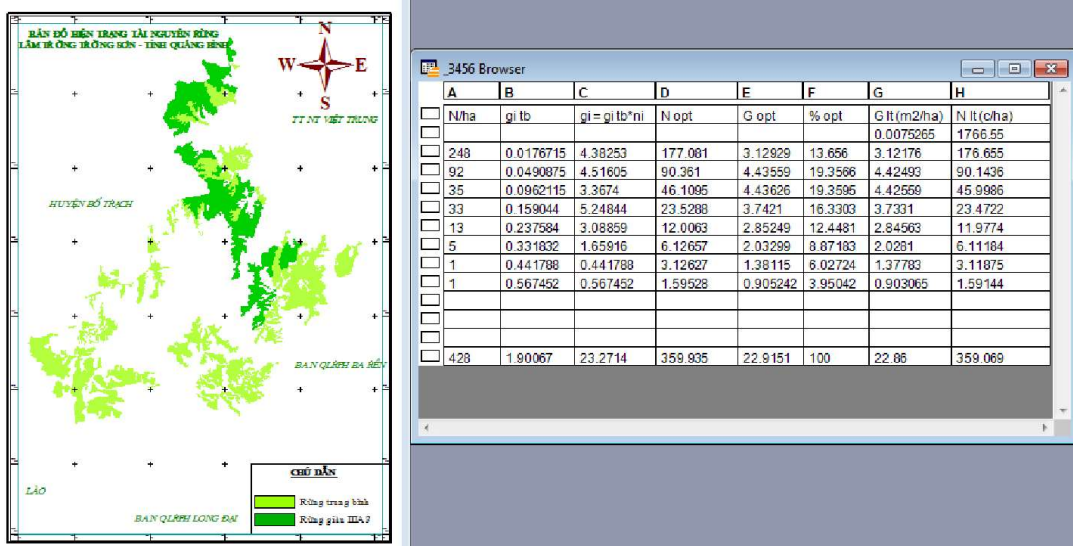 BẢN ĐỒ HIỆN TRẠNG TÀI NGUYÊN RỪNG
LÂM TRƯỜNG TRƯỜNG SƠN - TỈNH QUẢNG BÌNH
N
W E
S
TT NT VIỆT TRUNG
HUYỆN BỐ TRẠCH
BAN QLRPH BA RỀN
LÀO
BAN QLRPH LONG ĐẠI
CHÚ DẪN
Rừng trung bình
Rừng giàu IIIA3
_3456 Browser
A B C D E F G H
N/ha gi tb gi = gi tb*ni N opt G opt % opt G lt (m2/ha) N lt (c/ha)
0.0075265 1766.55
248 0.0176715 4.38253 177.081 3.12929 13.656 3.12176 176.655
92 0.0490875 4.51605 90.361 4.43559 19.3566 4.42493 90.1436
35 0.0962115 3.3674 46.1095 4.43626 19.3595 4.42559 45.9986
33 0.159044 5.24844 23.5288 3.7421 16.3303 3.7331 23.4722
13 0.237584 3.08859 12.0063 2.85249 12.4481 2.84563 11.9774
5 0.331832 1.65916 6.12657 2.03299 8.87183 2.0281 6.11184
1 0.441788 0.441788 3.12627 1.38115 6.02724 1.37783 3.11875
1 0.567452 0.567452 1.59528 0.905242 3.95042 0.903065 1.59144
428 1.90067 23.2714 359.935 22.9151 100 22.86 359.069